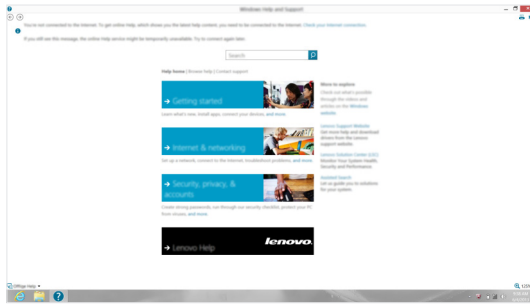 Windows Help and Support
You're not connected to the Internet. To get online help, which shows you the latest help content, you need to be connected to the Internet. Check your Internet connection.
If you still see this message, the online help service might be temporarily unavailable. Try to connect again later.
Search
Help home | Browse help | Contact support
Getting started
Learn what's new, install apps, connect your devices, and more.
Internet & networking
Set up a network, connect to the Internet, troubleshoot problems, and more.
Security, privacy, &
accounts
Create strong passwords, run through our security checklist, protect your PC
from viruses, and more.
Lenovo Help
lenovo
More to explore
Check out what's possible
through the videos and
articles on the Windows
website.
Lenovo Support Website
Get more help and download
drivers from the Lenovo
support website.
Lenovo Solution Center (LSC)
Monitor Your System Health,
Security and Performance.
Assisted Search
Let us guide you to solutions
for your system.
Offline Help